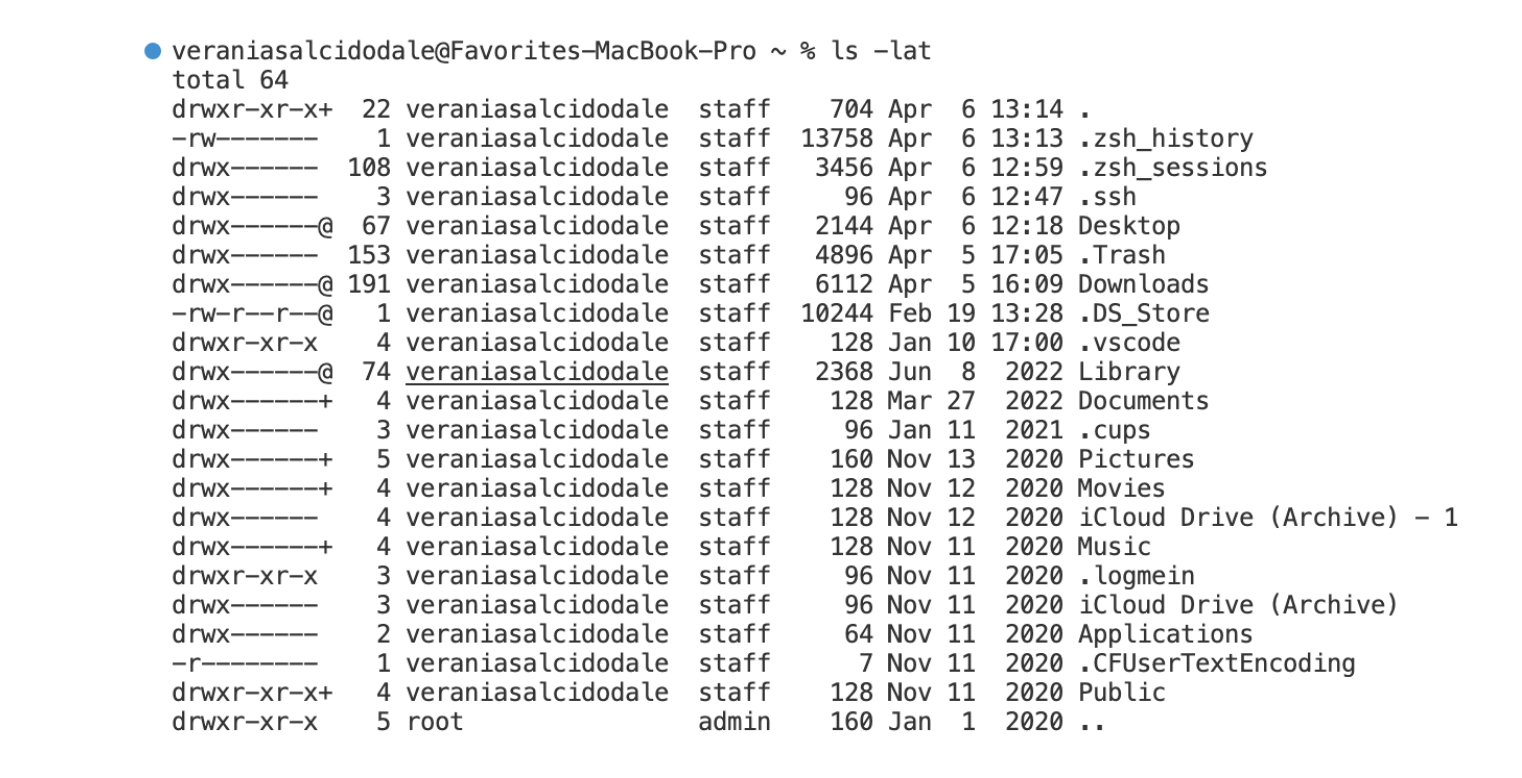 veraniasalcidodale@Favorites-MacBook-Pro ~ % ls -lat
total 64
drwxr-xr-x+  22 veraniasalcidodale  staff    704 Apr  6 13:14 .
-rw-------    1 veraniasalcidodale  staff  13758 Apr  6 13:13 .zsh_history
drwx------  108 veraniasalcidodale  staff   3456 Apr  6 12:59 .zsh_sessions
drwx------    3 veraniasalcidodale  staff     96 Apr  6 12:47 .ssh
drwx------@  67 veraniasalcidodale  staff   2144 Apr  6 12:18 Desktop
drwx------  153 veraniasalcidodale  staff   4896 Apr  5 17:05 .Trash
drwx------@ 191 veraniasalcidodale  staff   6112 Apr  5 16:09 Downloads
-rw-r--r--@   1 veraniasalcidodale  staff  10244 Feb 19 13:28 .DS_Store
drwxr-xr-x    4 veraniasalcidodale  staff    128 Jan 10 17:00 .vscode
drwx------@  74 veraniasalcidodale  staff   2368 Jun  8  2022 Library
drwx------+   4 veraniasalcidodale  staff    128 Mar 27  2022 Documents
drwx------    3 veraniasalcidodale  staff     96 Jan 11  2021 .cups
drwx------+   5 veraniasalcidodale  staff    160 Nov 13  2020 Pictures
drwx------+   4 veraniasalcidodale  staff    128 Nov 12  2020 Movies
drwx------    4 veraniasalcidodale  staff    128 Nov 12  2020 iCloud Drive (Archive) - 1
drwx------+   4 veraniasalcidodale  staff    128 Nov 11  2020 Music
drwxr-xr-x    3 veraniasalcidodale  staff     96 Nov 11  2020 .logmein
drwx------    3 veraniasalcidodale  staff     96 Nov 11  2020 iCloud Drive (Archive)
drwx------    2 veraniasalcidodale  staff     64 Nov 11  2020 Applications
-r--------    1 veraniasalcidodale  staff      7 Nov 11  2020 .CFUserTextEncoding
drwxr-xr-x+   4 veraniasalcidodale  staff    128 Nov 11  2020 Public
drwxr-xr-x    5 root                admin    160 Jan  1  2020 ..